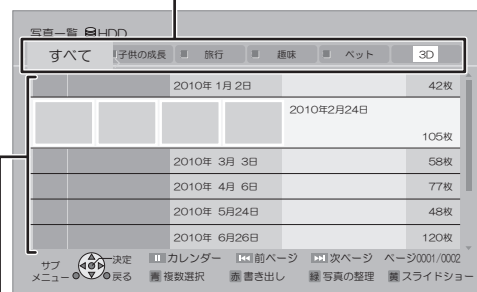 写真一覧 HDD
すべて 子供の成長 旅行 趣味 ペット 3D
2010年 1月 2日 42枚
2010年2月24日
105枚
2010年 3月 3日 58枚
2010年 4月 6日 77枚
2010年 5月24日 48枚
2010年 6月26日 120枚
サブメニュー 決定 戻る
カレンダー 前ページ 次ページ ページ0001/0002
青 複数選択 赤 書き出し 緑 写真の整理 黄 スライドショー